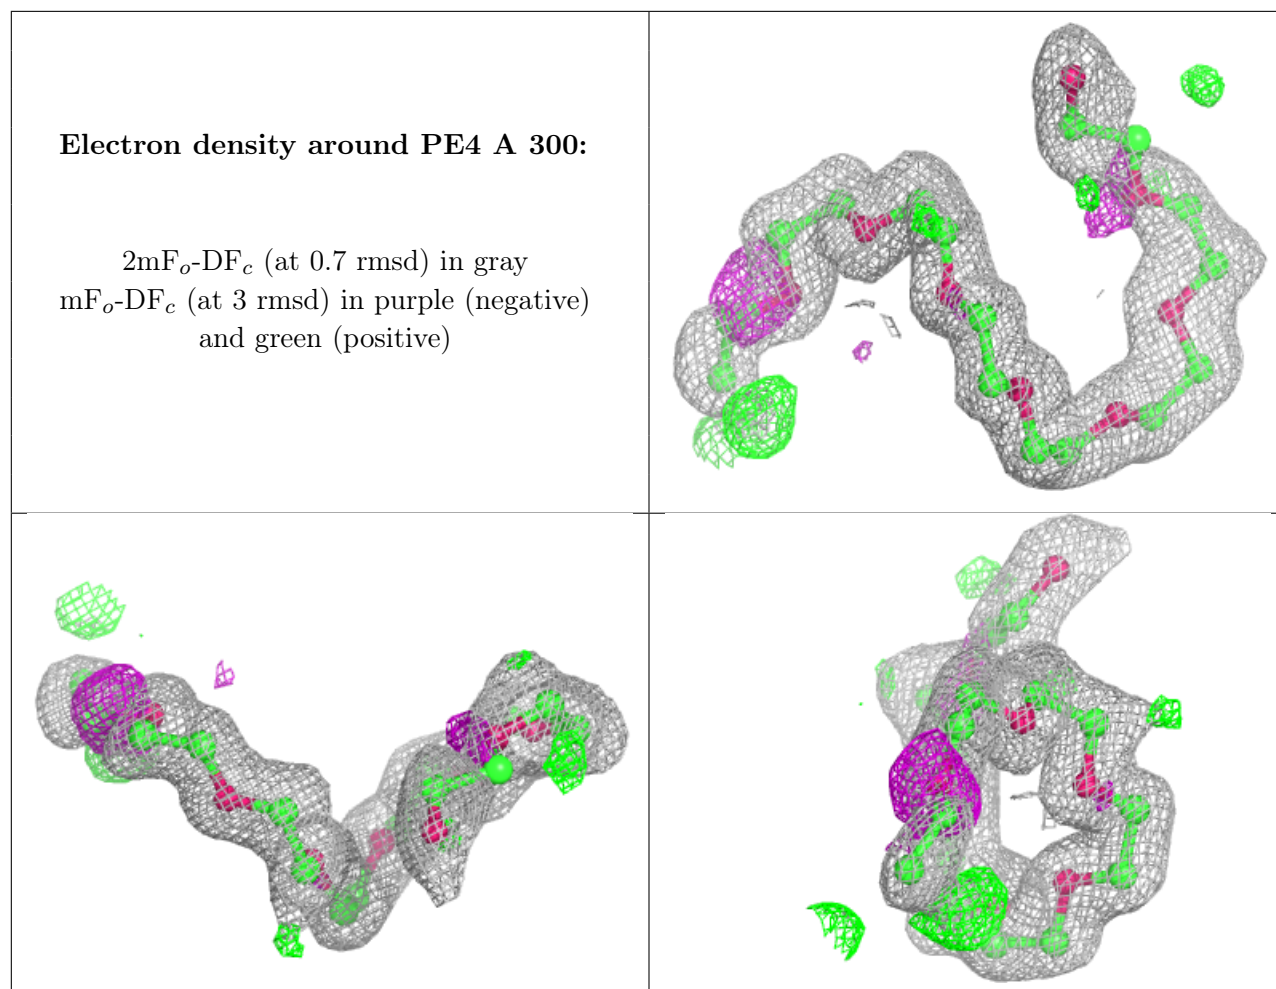 Electron density around PE4 A 300:
2mFo-DFc (at 0.7 rmsd) in gray
mFo-DFc (at 3 rmsd) in purple (negative)
and green (positive)